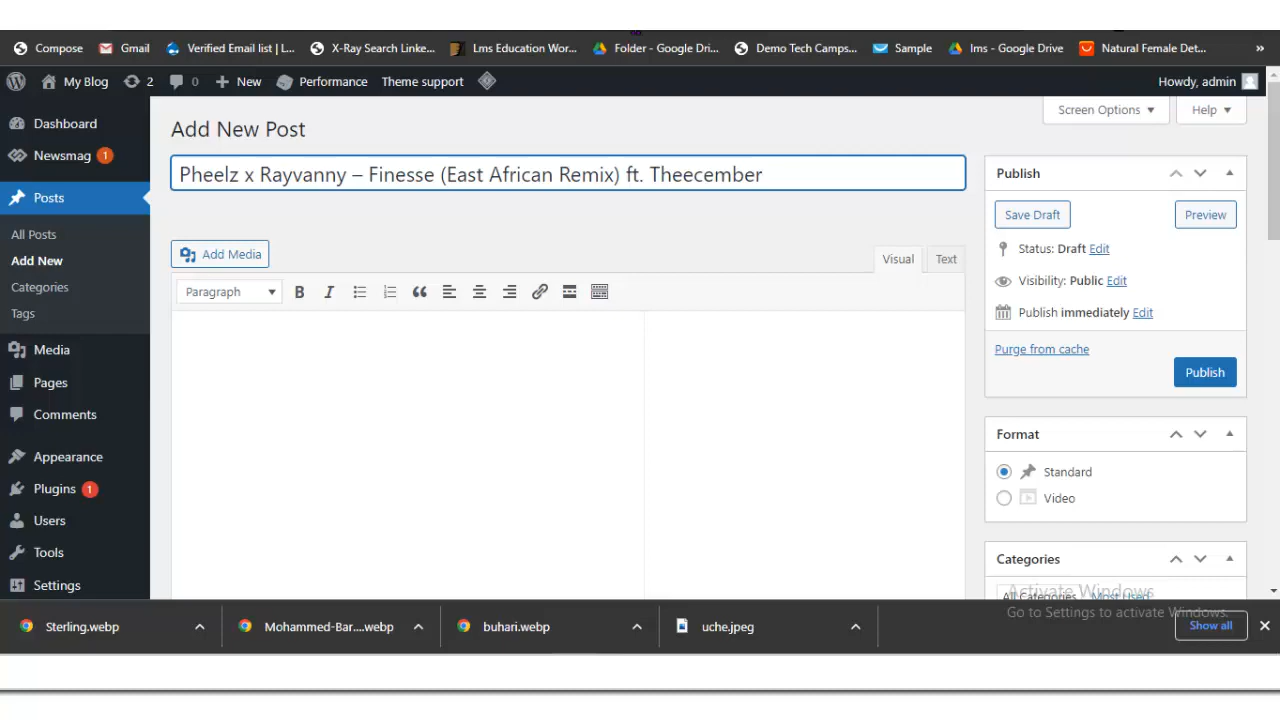 Compose Gmail Verified Email list | L... X-Ray Search Linke... Lms Education Wor... Folder - Google Dri... Demo Tech Camps... Sample lms - Google Drive Natural Female Det... »
My Blog 2 0 New Performance Theme support Howdy, admin
Screen Options Help
Dashboard
Newsmag 1
Posts
All Posts
Add New
Categories
Tags
Media
Pages
Comments
Appearance
Plugins 1
Users
Tools
Settings
Add New Post
Pheelz x Rayvanny – Finesse (East African Remix) ft. Theecember
Add Media
Visual Text
Paragraph B I
Publish
Save Draft Preview
Status: Draft Edit
Visibility: Public Edit
Publish immediately Edit
Purge from cache
Publish
Format
Standard
Video
Categories
All Categories Most Used
Activate Windows
Go to Settings to activate Windows.
Sterling.webp Mohammed-Bar....webp buhari.webp uche.jpeg Show all